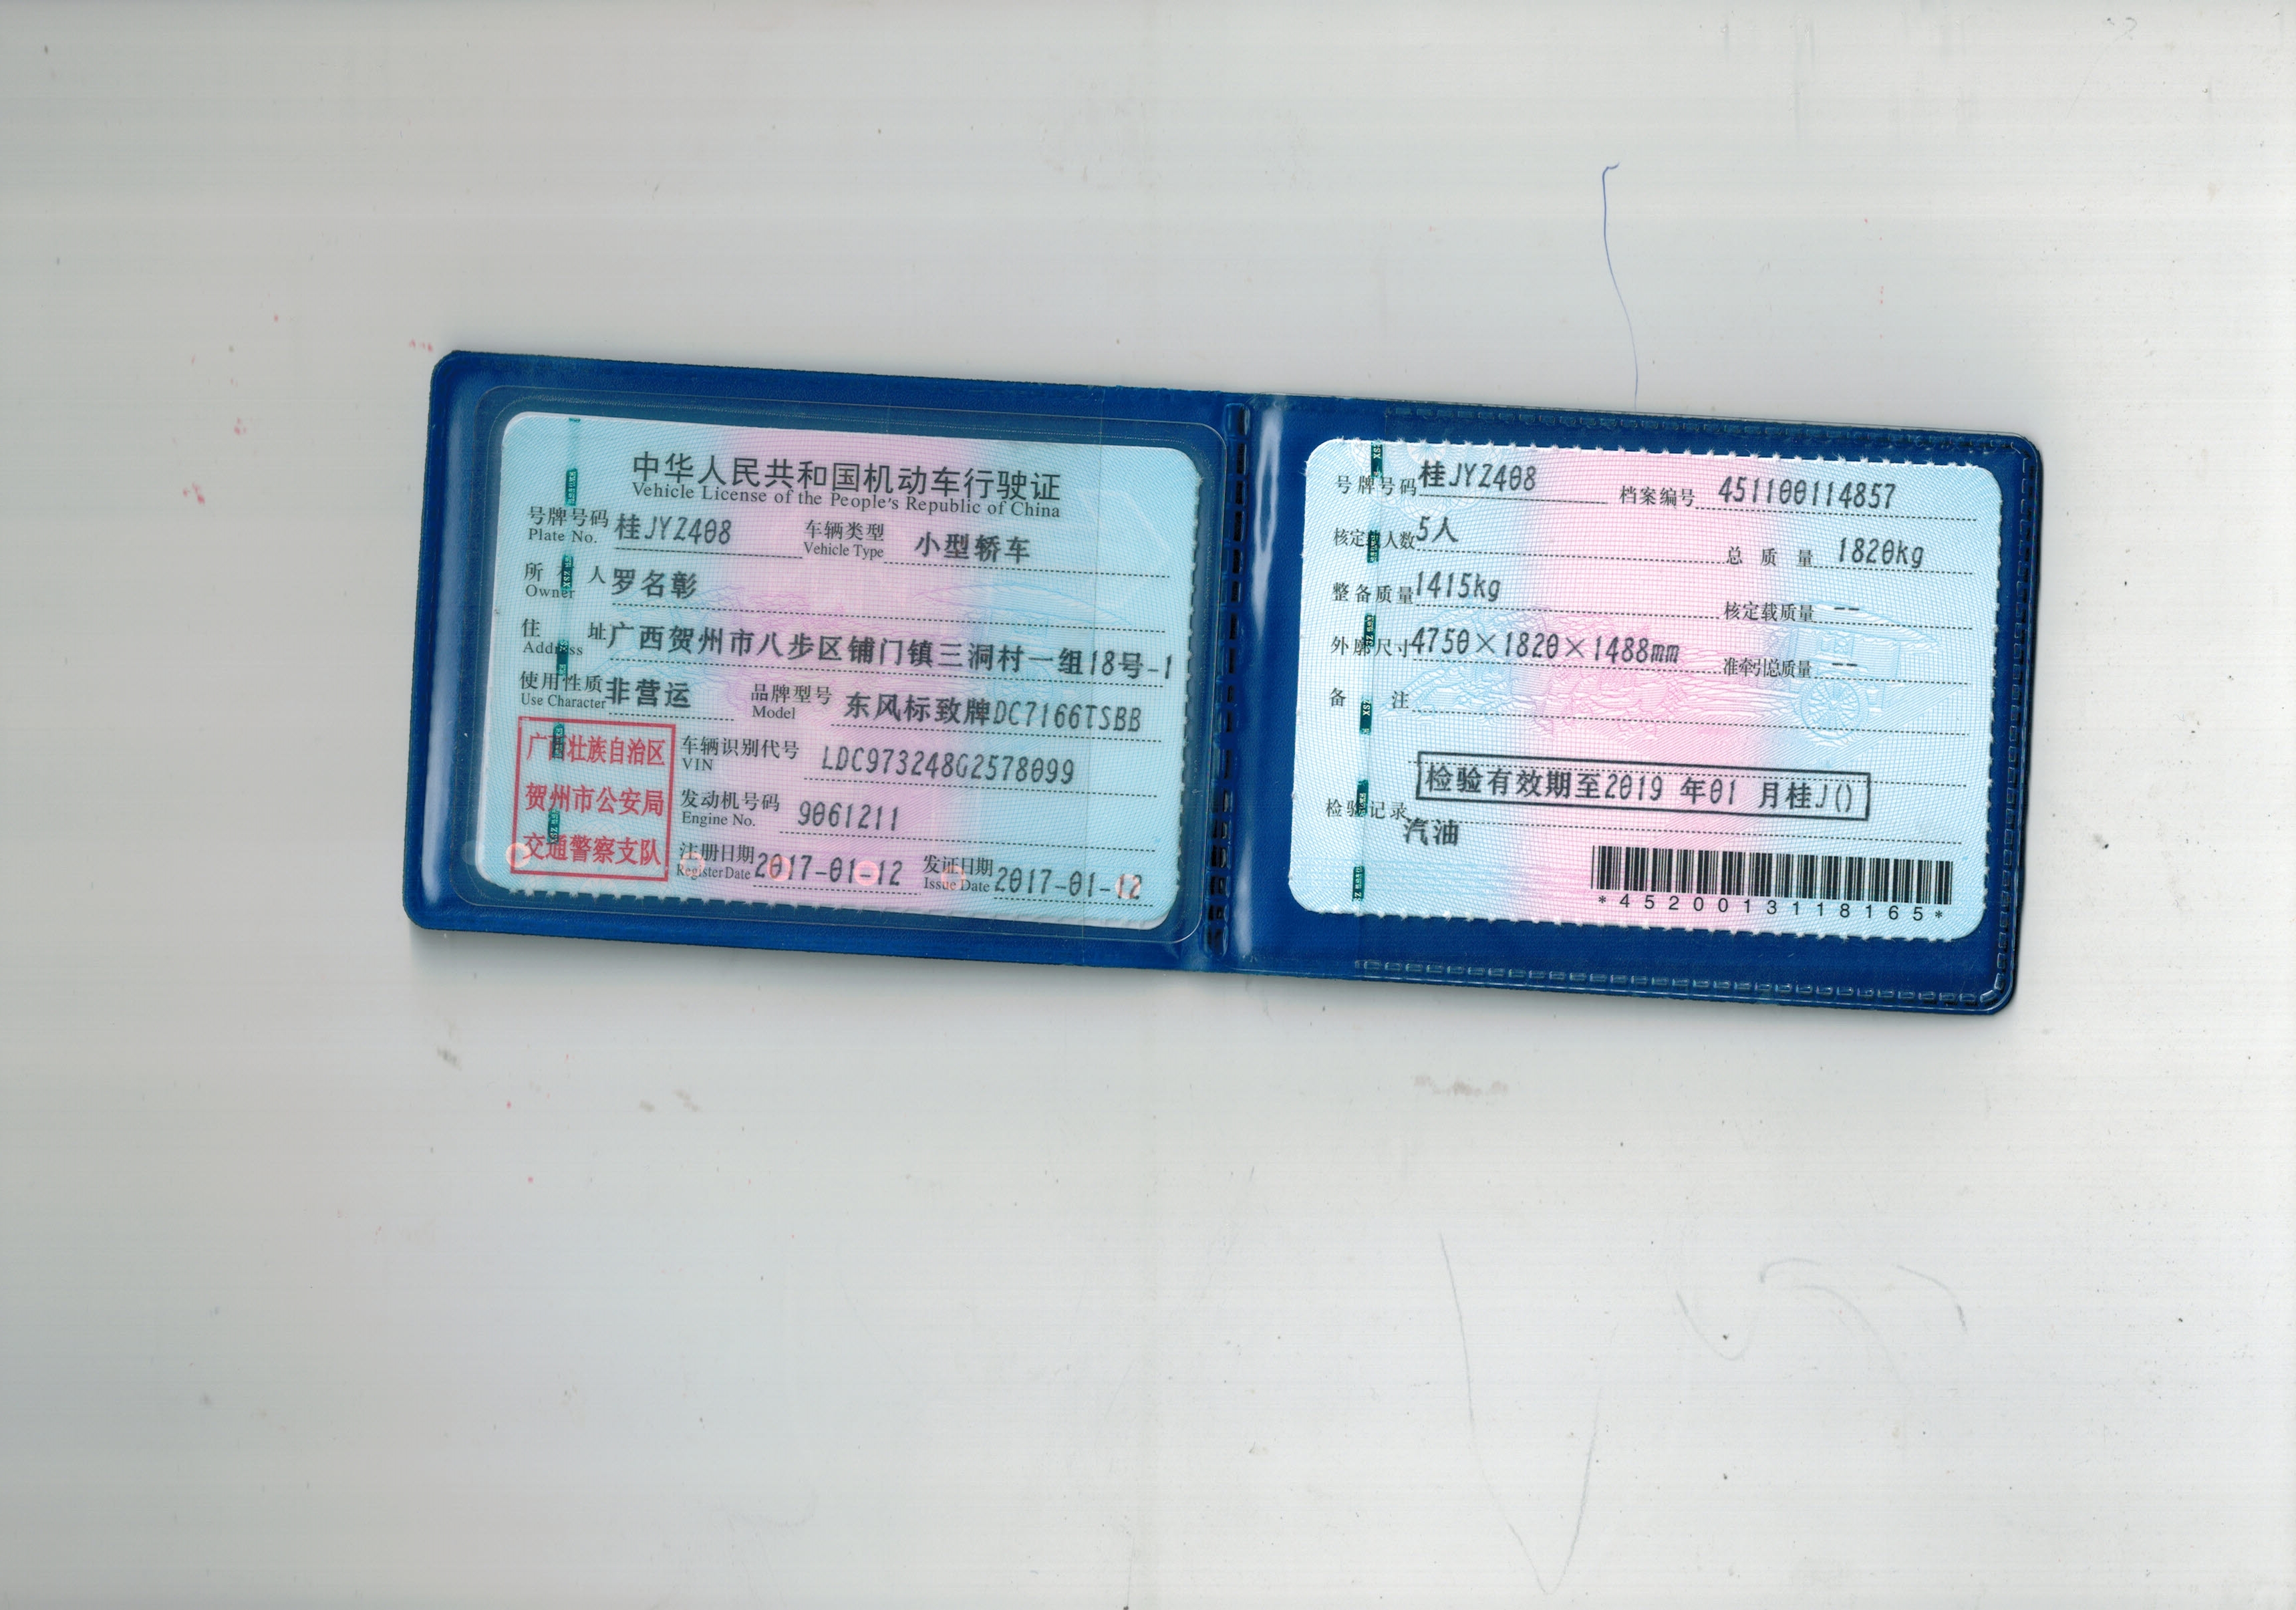 中华人民共和国机动车行驶证
Vehicle License of the People's Republic of China
号牌号码 桂JYZ408 车辆类型 小型轿车
Plate No. Vehicle Type
所 人 罗名彰
Owner
住 址 广西贺州市八步区铺门镇三洞村一组18号-1
Address
使用性质 非营运 品牌型号 东风标致牌DC7166TSBB
Use Character Model
广西壮族自治区
贺州市公安局
交通警察支队
车辆识别代号 LDC973248G2578099
VIN
发动机号码 9061211
Engine No.
注册日期 2017-01-12 发证日期 2017-01-12
Register Date Issue Date
号牌号码 桂JYZ408 档案编号 451100114857
核定 人数 5人 总 质 量 1820kg
整备质量 1415kg 核定载质量 --
外廓尺寸 4750×1820×1488mm 准牵引总质量 --
备 注
检验有效期至2019 年01 月桂J()
检验记录
汽油
*4520013118165*